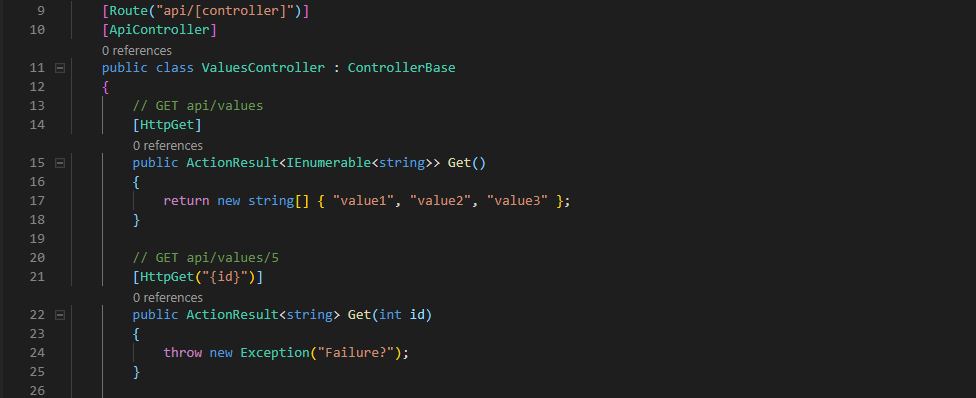 9 [Route("api/[controller]")]
10 [ApiController]
0 references
11 public class ValuesController : ControllerBase
12 {
13 // GET api/values
14 [HttpGet]
0 references
15 public ActionResult<IEnumerable<string>> Get()
16 {
17 return new string[] { "value1", "value2", "value3" };
18 }
19
20 // GET api/values/5
21 [HttpGet("{id}")]
0 references
22 public ActionResult<string> Get(int id)
23 {
24 throw new Exception("Failure?");
25 }
26